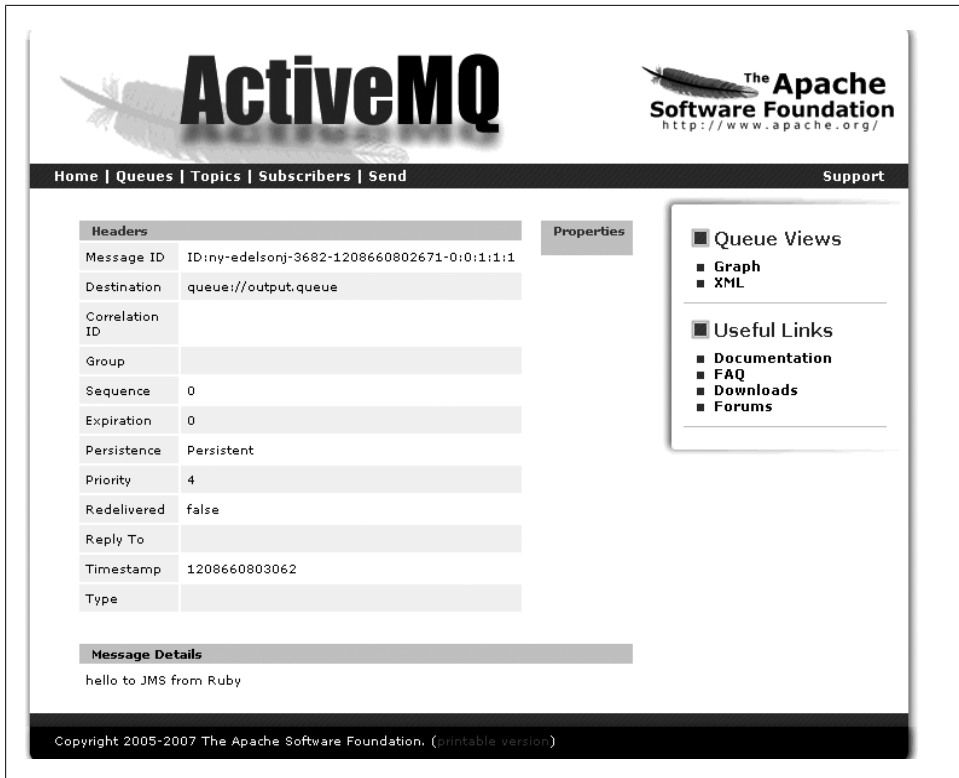 ActiveMQ
The Apache
Software Foundation
http://www.apache.org/
Home | Queues | Topics | Subscribers | Send
Support
Headers
Message ID ID:ny-edelsonj-3682-1208660802671-0:0:1:1:1
Destination queue://output.queue
Correlation
ID
Group
Sequence 0
Expiration 0
Persistence Persistent
Priority 4
Redelivered false
Reply To
Timestamp 1208660803062
Type
Properties
Message Details
hello to JMS from Ruby
Queue Views
Graph
XML
Useful Links
Documentation
FAQ
Downloads
Forums
Copyright 2005-2007 The Apache Software Foundation. (printable version)